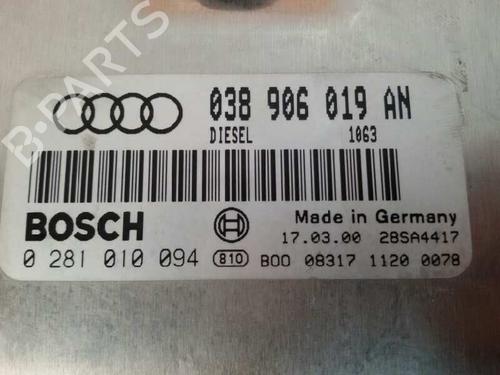 038 906 019 AN
DIESEL 1063
BOSCH
Made in Germany
17.03.00 28SA4417
0 281 010 094 810 B00 08317 1120 0078
B-PARTS